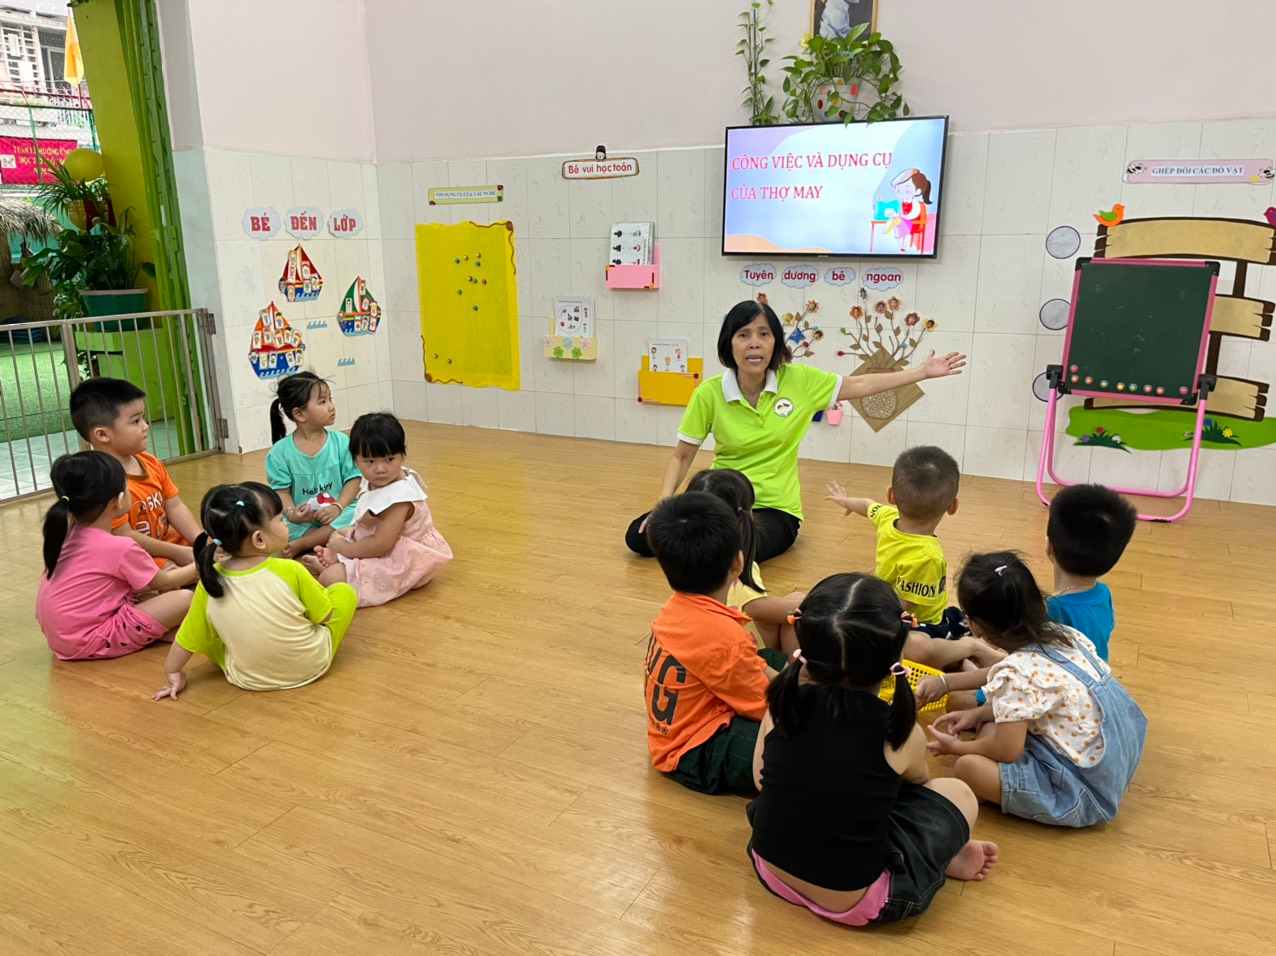 BÉ ĐẾN LỚP
Bé vui học toán
CÔNG VIỆC VÀ DỤNG CỤ
CỦA THỢ MAY
GHÉP ĐÔI CÁC ĐỒ VẬT
Tuyên dương bé ngoan
FASHION